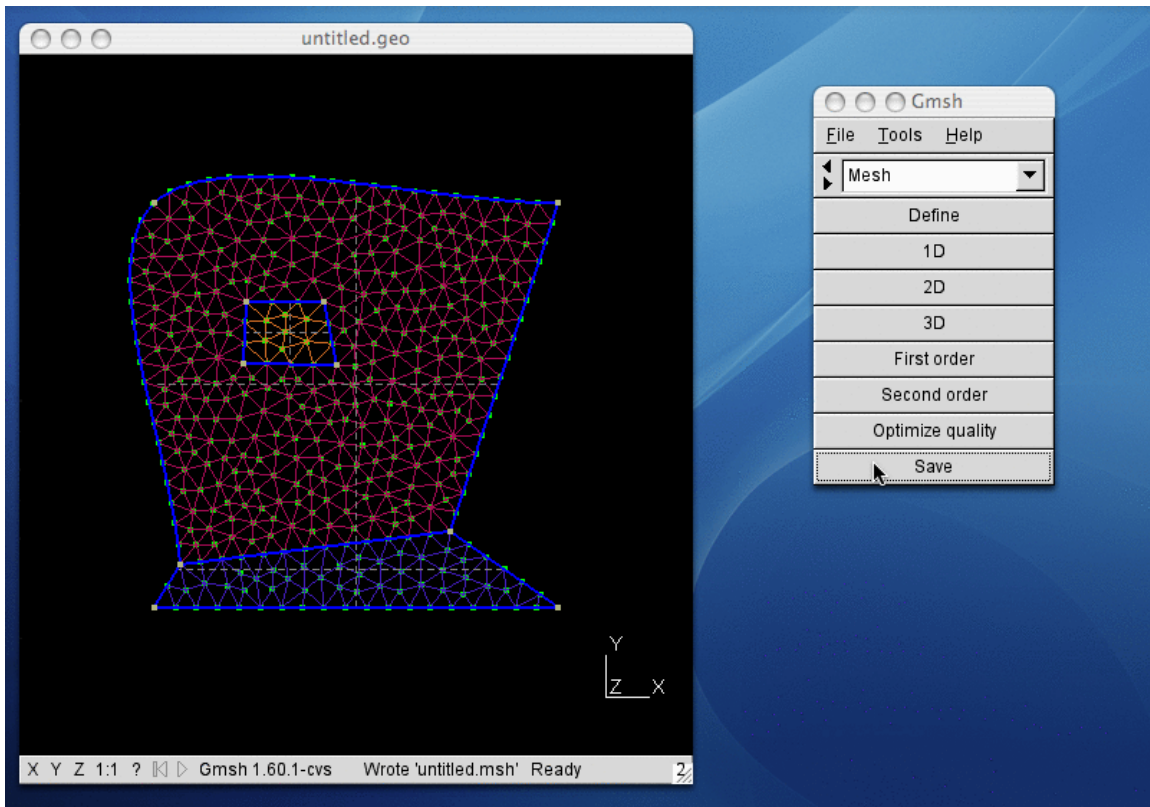 untitled.geo
Y
Z X
X Y Z 1:1 ? Gmsh 1.60.1-cvs Wrote 'untitled.msh' Ready 2
Gmsh
File Tools Help
Mesh
Define
1D
2D
3D
First order
Second order
Optimize quality
Save